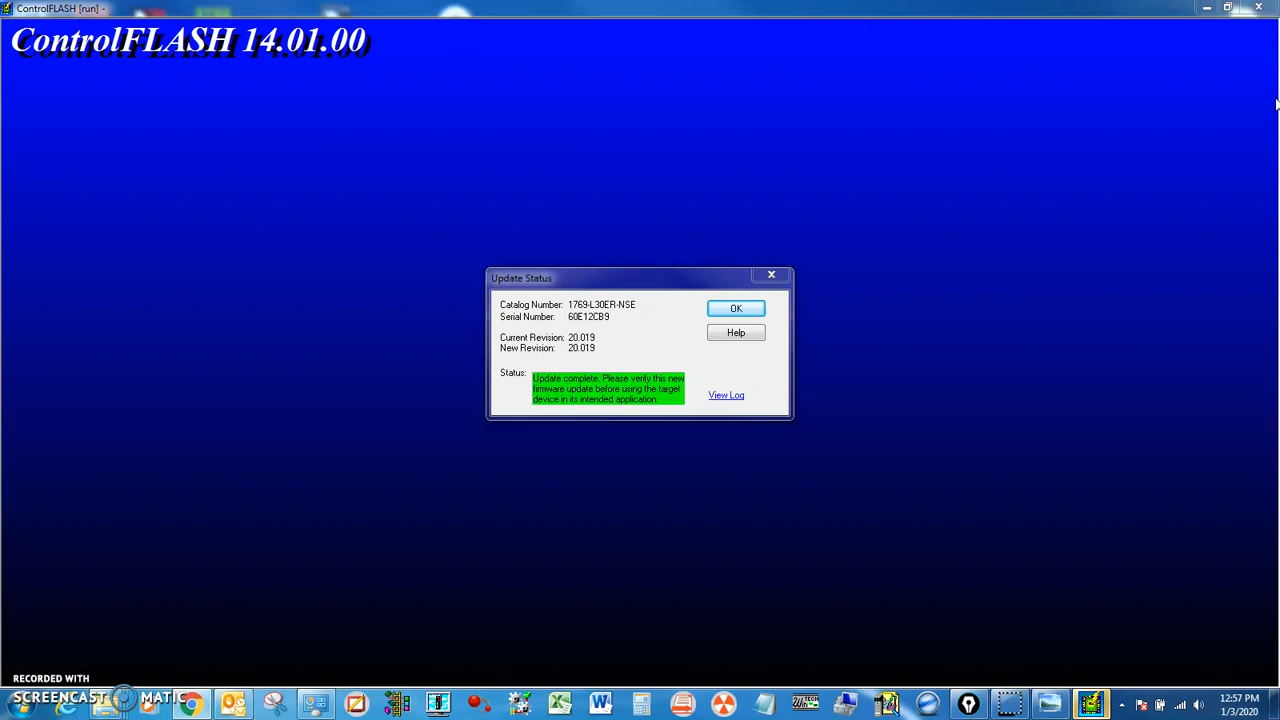 ControlFLASH [run] -
ControlFLASH 14.01.00
Update Status
Catalog Number: 1769-L30ER-NSE
OK
Serial Number: 60E12CB9
Help
Current Revision: 20.019
New Revision: 20.019
Status: Update complete. Please verify this new
firmware update before using the target
device in its intended application.
View Log
RECORDED WITH
SCREENCAST MATIC
12:57 PM
1/3/2020